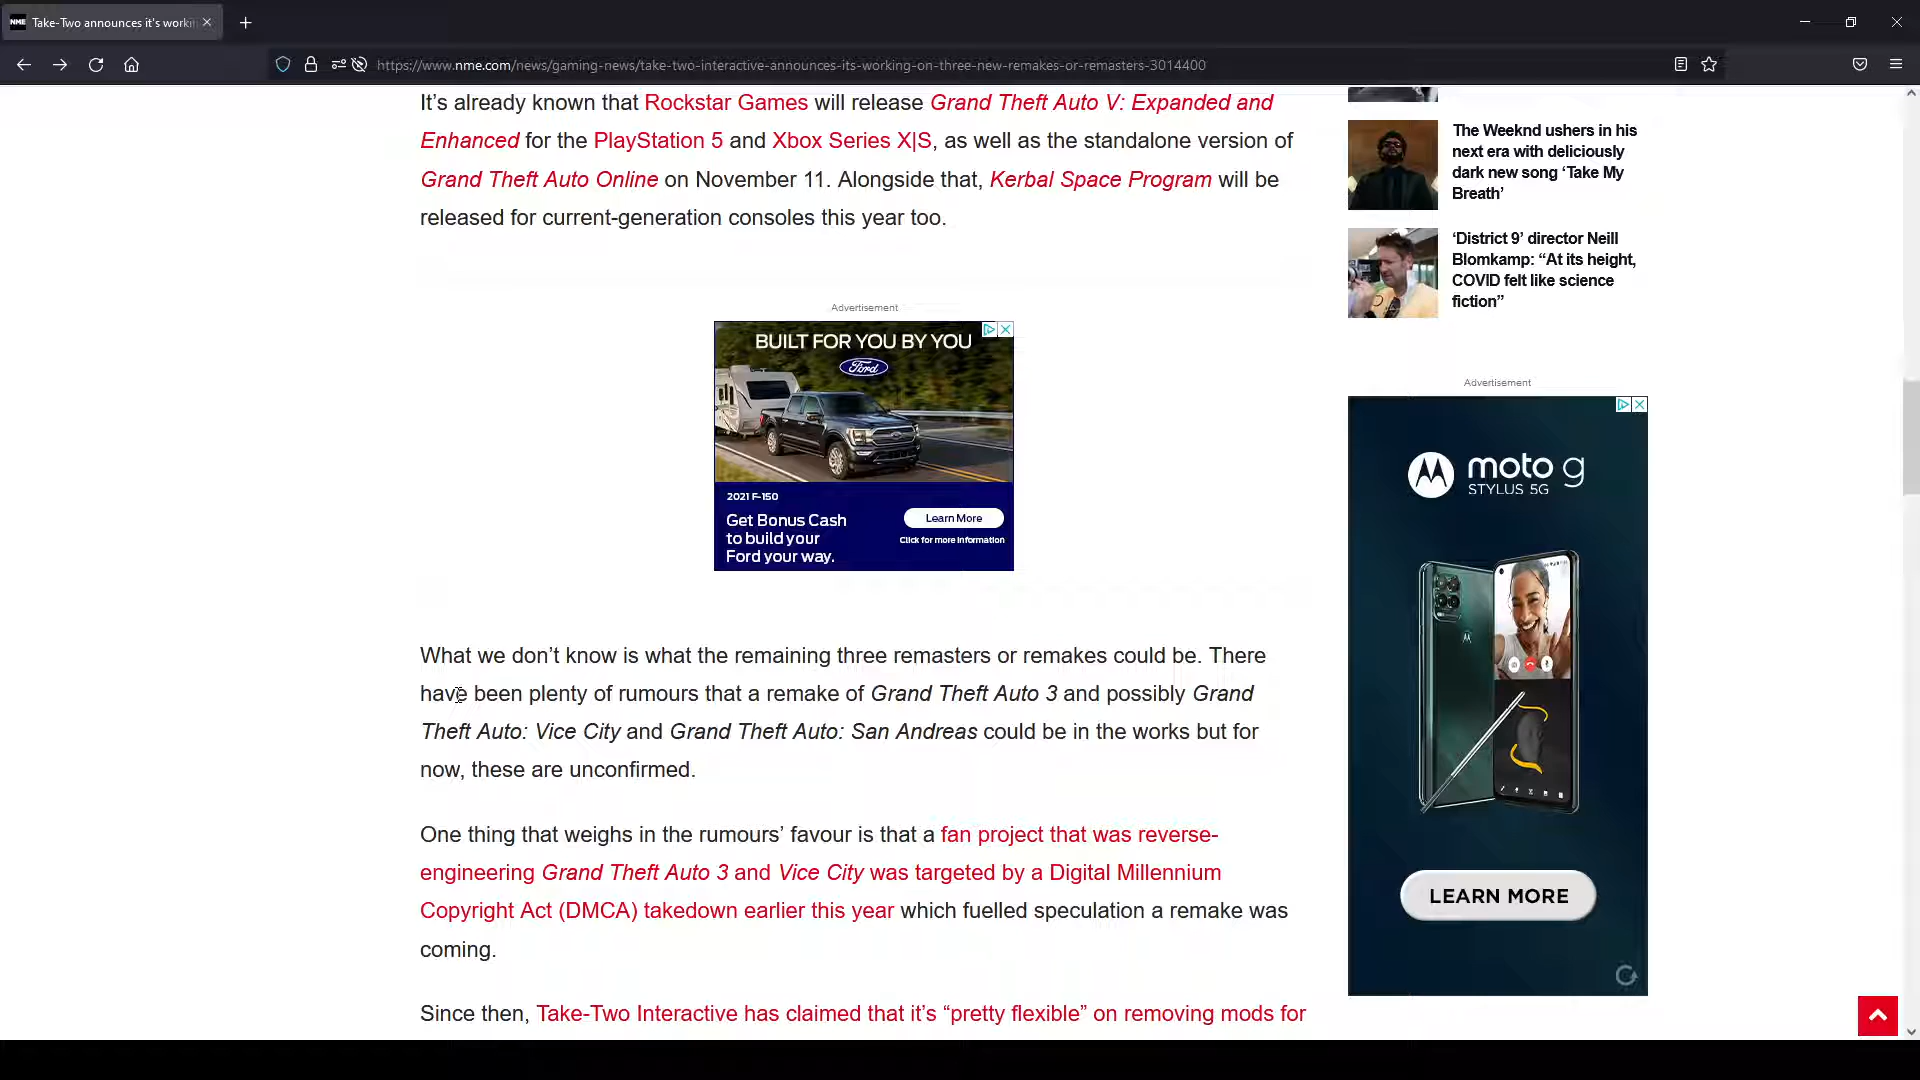 NME Take-Two announces it's workin
https://www.nme.com/news/gaming-news/take-two-interactive-announces-its-working-on-three-new-remakes-or-remasters-3014400
It’s already known that Rockstar Games will release Grand Theft Auto V: Expanded and
Enhanced for the PlayStation 5 and Xbox Series X|S, as well as the standalone version of
Grand Theft Auto Online on November 11. Alongside that, Kerbal Space Program will be
released for current-generation consoles this year too.
Advertisement
BUILT FOR YOU BY YOU
Ford
2021 F-150
Get Bonus Cash
to build your
Ford your way.
Learn More
Click for more information
What we don’t know is what the remaining three remasters or remakes could be. There
have been plenty of rumours that a remake of Grand Theft Auto 3 and possibly Grand
Theft Auto: Vice City and Grand Theft Auto: San Andreas could be in the works but for
now, these are unconfirmed.
One thing that weighs in the rumours’ favour is that a fan project that was reverse-
engineering Grand Theft Auto 3 and Vice City was targeted by a Digital Millennium
Copyright Act (DMCA) takedown earlier this year which fuelled speculation a remake was
coming.
Since then, Take-Two Interactive has claimed that it’s “pretty flexible” on removing mods for
The Weeknd ushers in his
next era with deliciously
dark new song ‘Take My
Breath’
‘District 9’ director Neill
Blomkamp: “At its height,
COVID felt like science
fiction”
Advertisement
moto g
STYLUS 5G
LEARN MORE